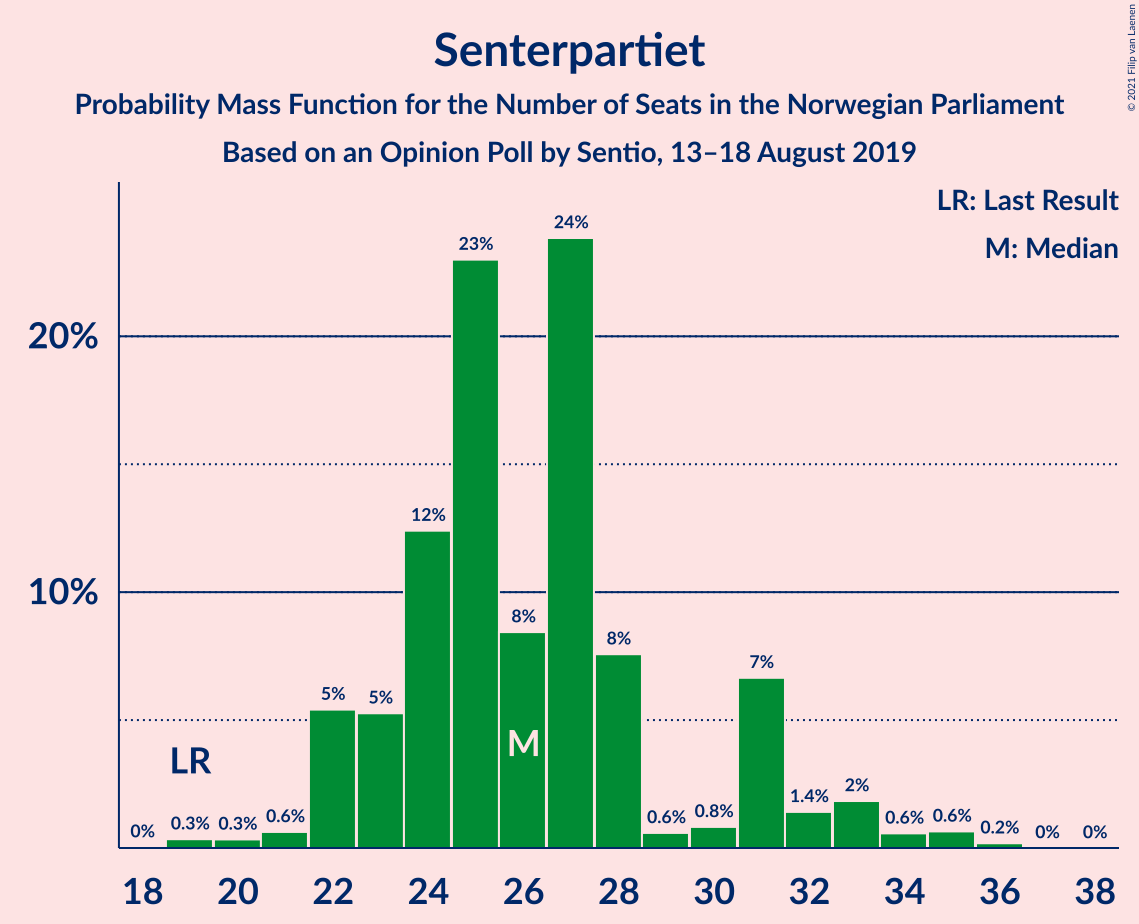 Senterpartiet
Probability Mass Function for the Number of Seats in the Norwegian Parliament
Based on an Opinion Poll by Sentio, 13–18 August 2019
© 2021 Filip van Laenen
LR: Last Result
M: Median
20%
10%
0%
0.3%
0.3%
0.6%
5%
5%
12%
23%
8%
24%
8%
0.6%
0.8%
7%
1.4%
2%
0.6%
0.6%
0.2%
0%
0%
LR
M
18 20 22 24 26 28 30 32 34 36 38